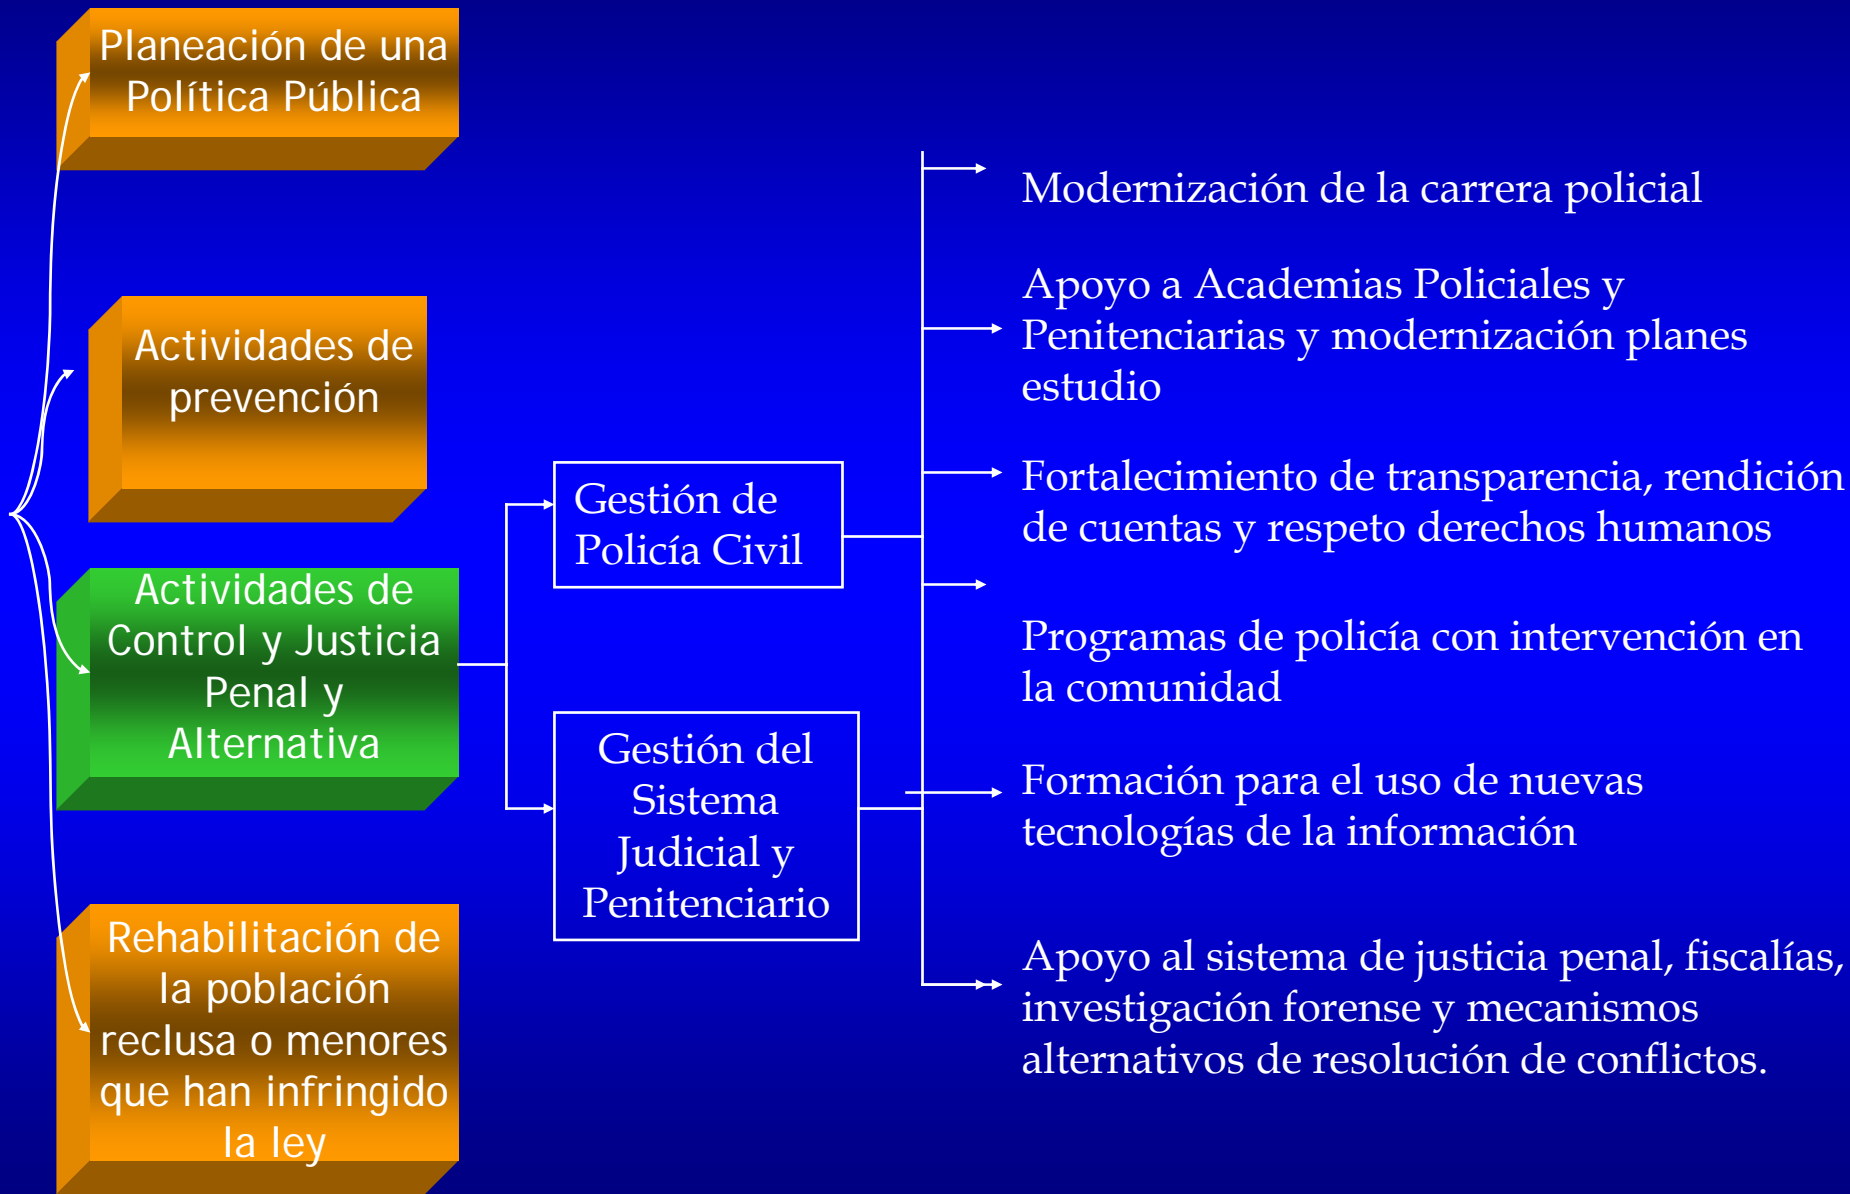 Planeación de una
Política Pública
Actividades de
prevención
Actividades de
Control y Justicia
Penal y
Alternativa
Rehabilitación de
la población
reclusa o menores
que han infringido
la ley
Gestión de
Policía Civil
Gestión del
Sistema
Judicial y
Penitenciario
Modernización de la carrera policial
Apoyo a Academias Policiales y
Penitenciarias y modernización planes
estudio
Fortalecimiento de transparencia, rendición
de cuentas y respeto derechos humanos
Programas de policía con intervención en
la comunidad
Formación para el uso de nuevas
tecnologías de la información
Apoyo al sistema de justicia penal, fiscalías,
investigación forense y mecanismos
alternativos de resolución de conflictos.